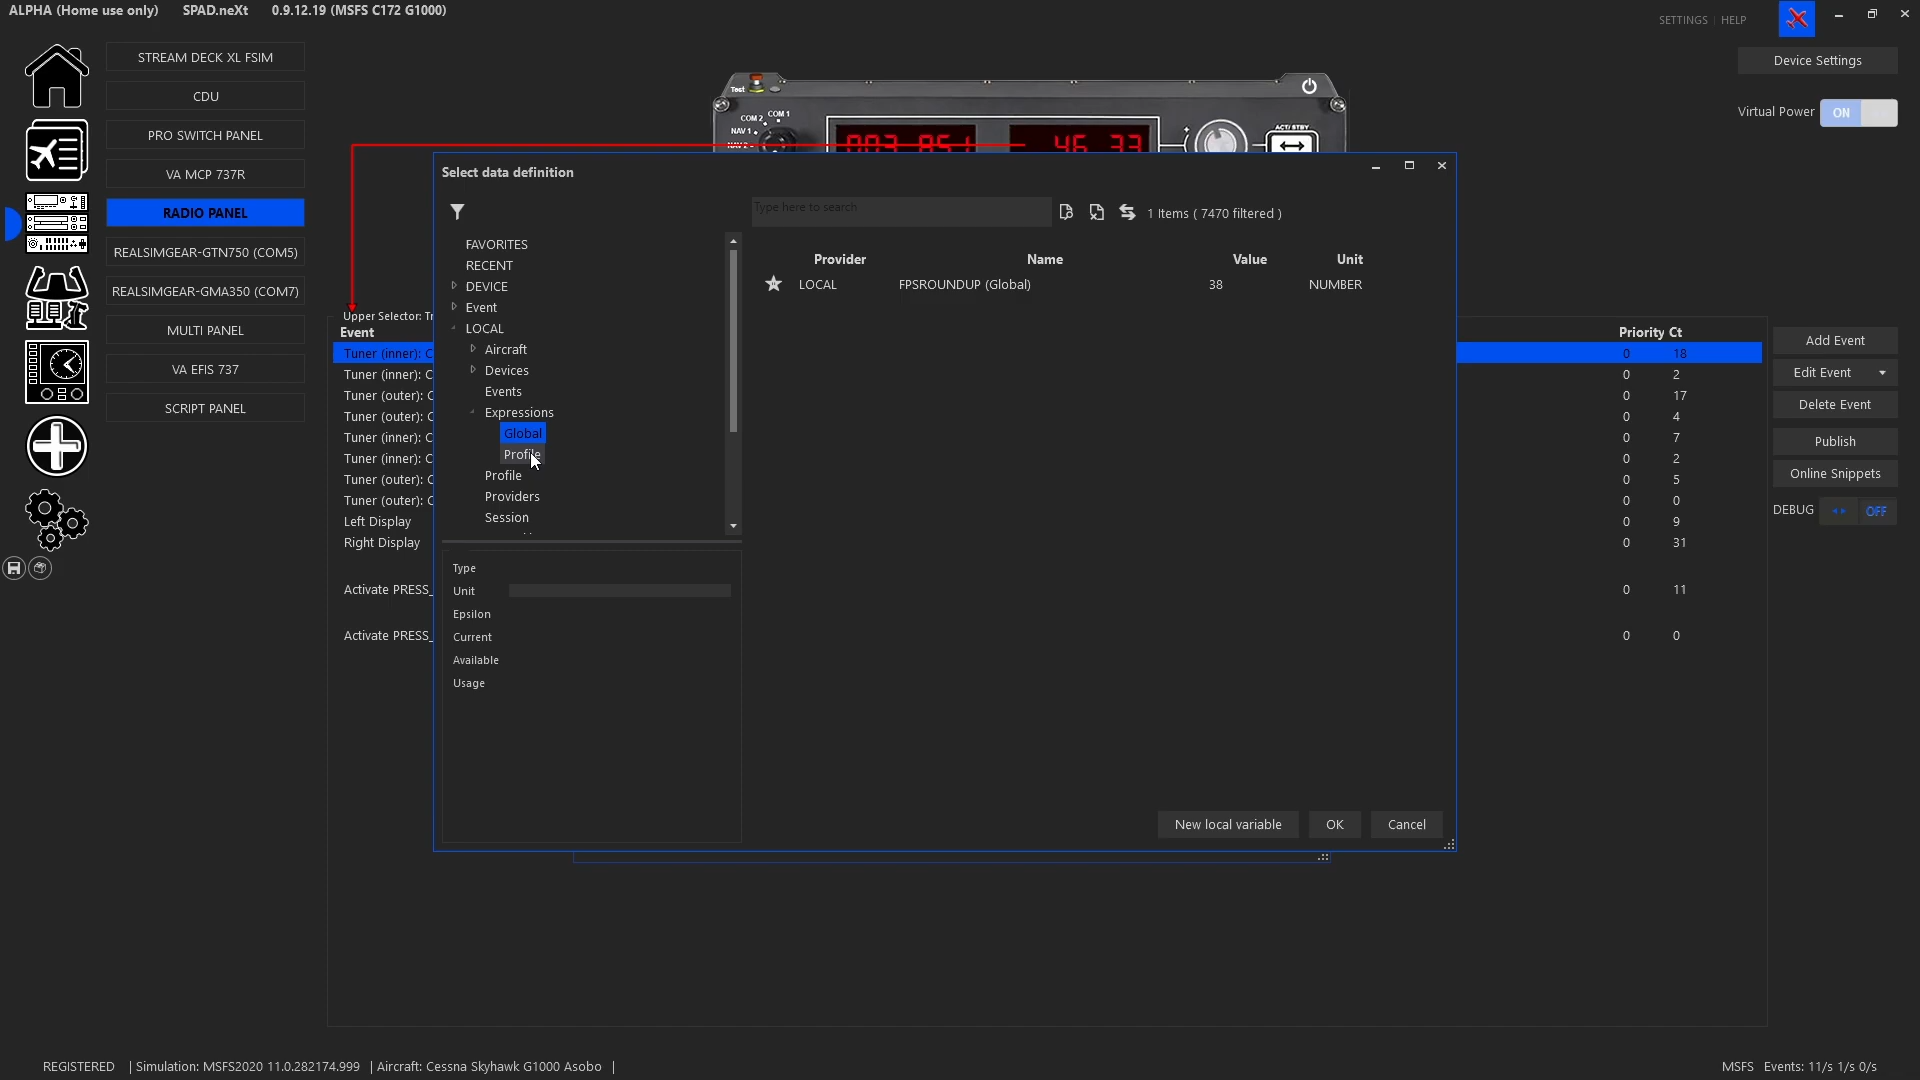 ALPHA (Home use only) SPAD.neXt 0.9.12.19 (MSFS C172 G1000)
SETTINGS | HELP
STREAM DECK XL FSIM
CDU
PRO SWITCH PANEL
VA MCP 737R
RADIO PANEL
REALSIMGEAR-GTN750 (COM5)
REALSIMGEAR-GMA350 (COM7)
MULTI PANEL
VA EFIS 737
SCRIPT PANEL
Device Settings
Virtual Power ON
Test
COM 2 COM 1
NAV 1
ACT/ STBY
Select data definition
Type here to search
1 Items ( 7470 filtered )
FAVORITES
RECENT
DEVICE
Event
LOCAL
Aircraft
Devices
Events
Expressions
Global
Profile
Profile
Providers
Session
Provider Name Value Unit
LOCAL FPSROUNDUP (Global) 38 NUMBER
Type
Unit
Epsilon
Current
Available
Usage
New local variable OK Cancel
Upper Selector:
Event Priority Ct
Tuner (inner): 0 18
Tuner (inner): 0 2
Tuner (outer): 0 17
Tuner (outer): 0 4
Tuner (inner): 0 7
Tuner (inner): 0 2
Tuner (outer): 0 5
Tuner (outer): 0 0
Left Display 0 9
Right Display 0 31
Activate PRESS_ 0 11
Activate PRESS_ 0 0
Add Event
Edit Event
Delete Event
Publish
Online Snippets
DEBUG OFF
REGISTERED | Simulation: MSFS2020 11.0.282174.999 | Aircraft: Cessna Skyhawk G1000 Asobo |
MSFS Events: 11/s 1/s 0/s